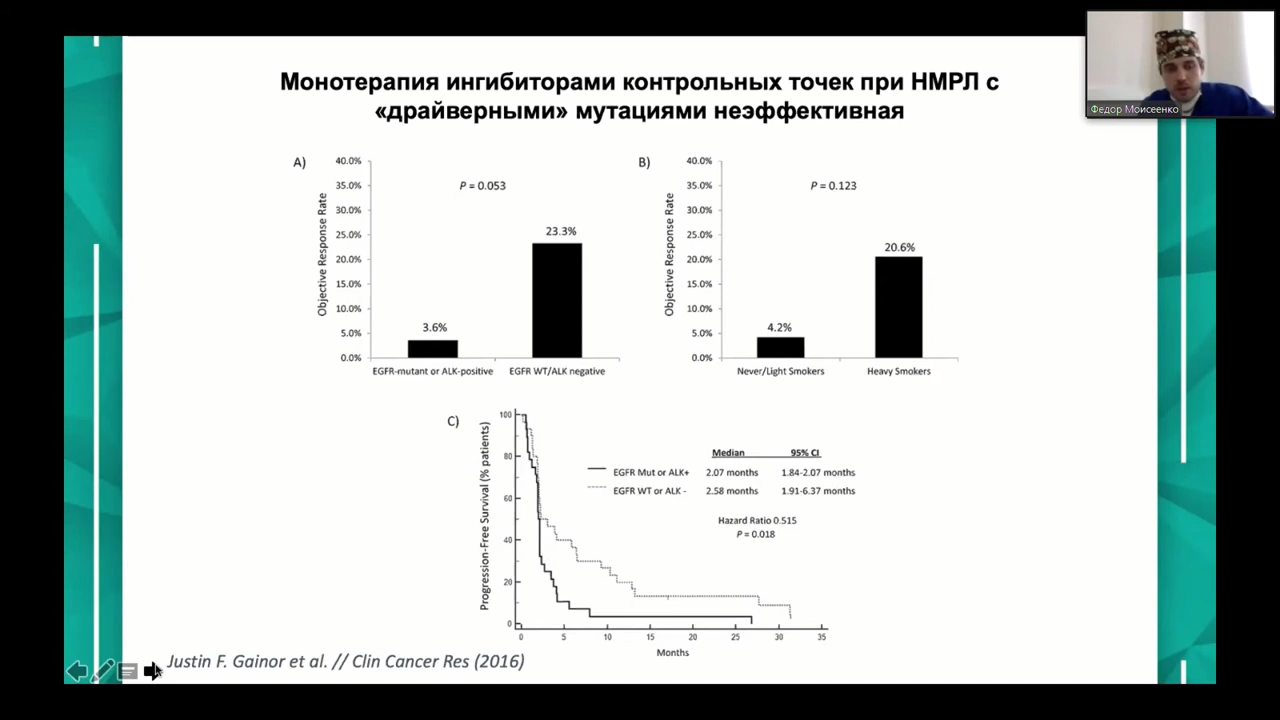 Монотерапия ингибиторами контрольных точек при НМРЛ с
«драйверными» мутациями неэффективная
Федор Моисеенко
A)
Objective Response Rate
40.0%
35.0%
30.0%
25.0%
20.0%
15.0%
10.0%
5.0%
0.0%
P = 0.053
3.6%
23.3%
EGFR-mutant or ALK-positive
EGFR WT/ALK negative
B)
Objective Response Rate
40.0%
35.0%
30.0%
25.0%
20.0%
15.0%
10.0%
5.0%
0.0%
P = 0.123
4.2%
20.6%
Never/Light Smokers
Heavy Smokers
C)
Progression-Free Survival (% patients)
100
80
60
40
20
0
Median 95% CI
EGFR Mut or ALK+ 2.07 months 1.84-2.07 months
EGFR WT or ALK - 2.58 months 1.91-6.37 months
Hazard Ratio 0.515
P = 0.018
0 5 10 15 20 25 30 35
Months
Justin F. Gainor et al. // Clin Cancer Res (2016)